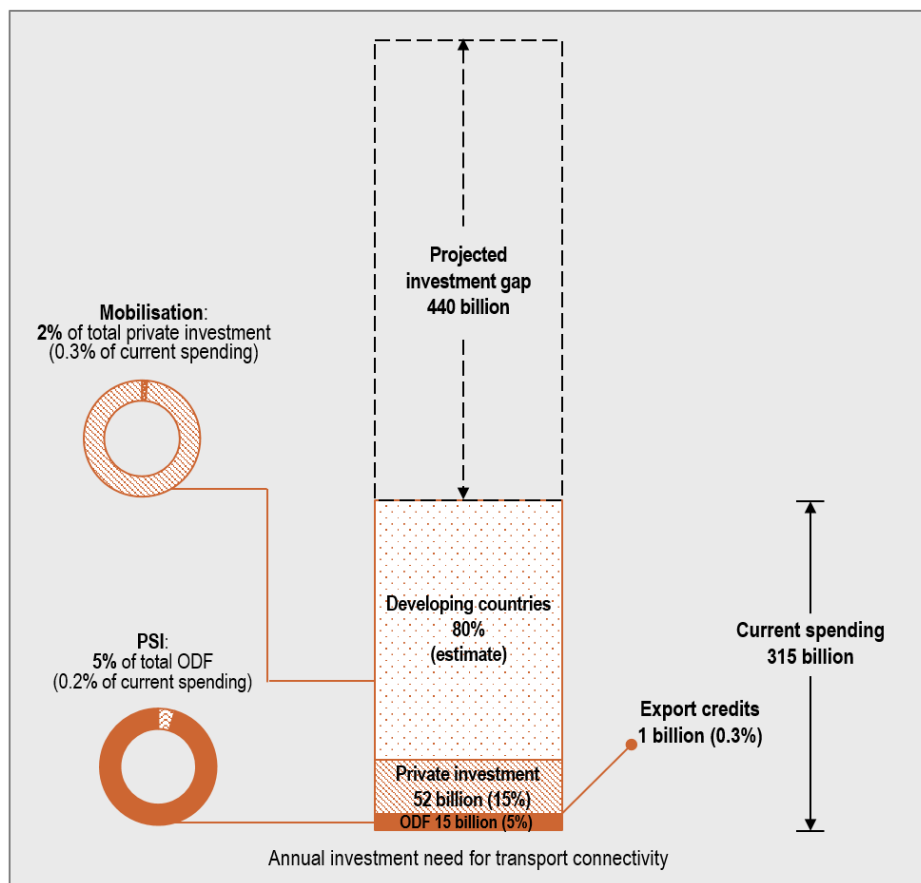 Projected
investment gap
440 billion
Mobilisation:
2% of total private investment
(0.3% of current spending)
Developing countries
80%
(estimate)
PSI:
5% of total ODF
(0.2% of current spending)
Current spending
315 billion
Export credits
1 billion (0.3%)
Private investment
52 billion (15%)
ODF 15 billion (5%)
Annual investment need for transport connectivity